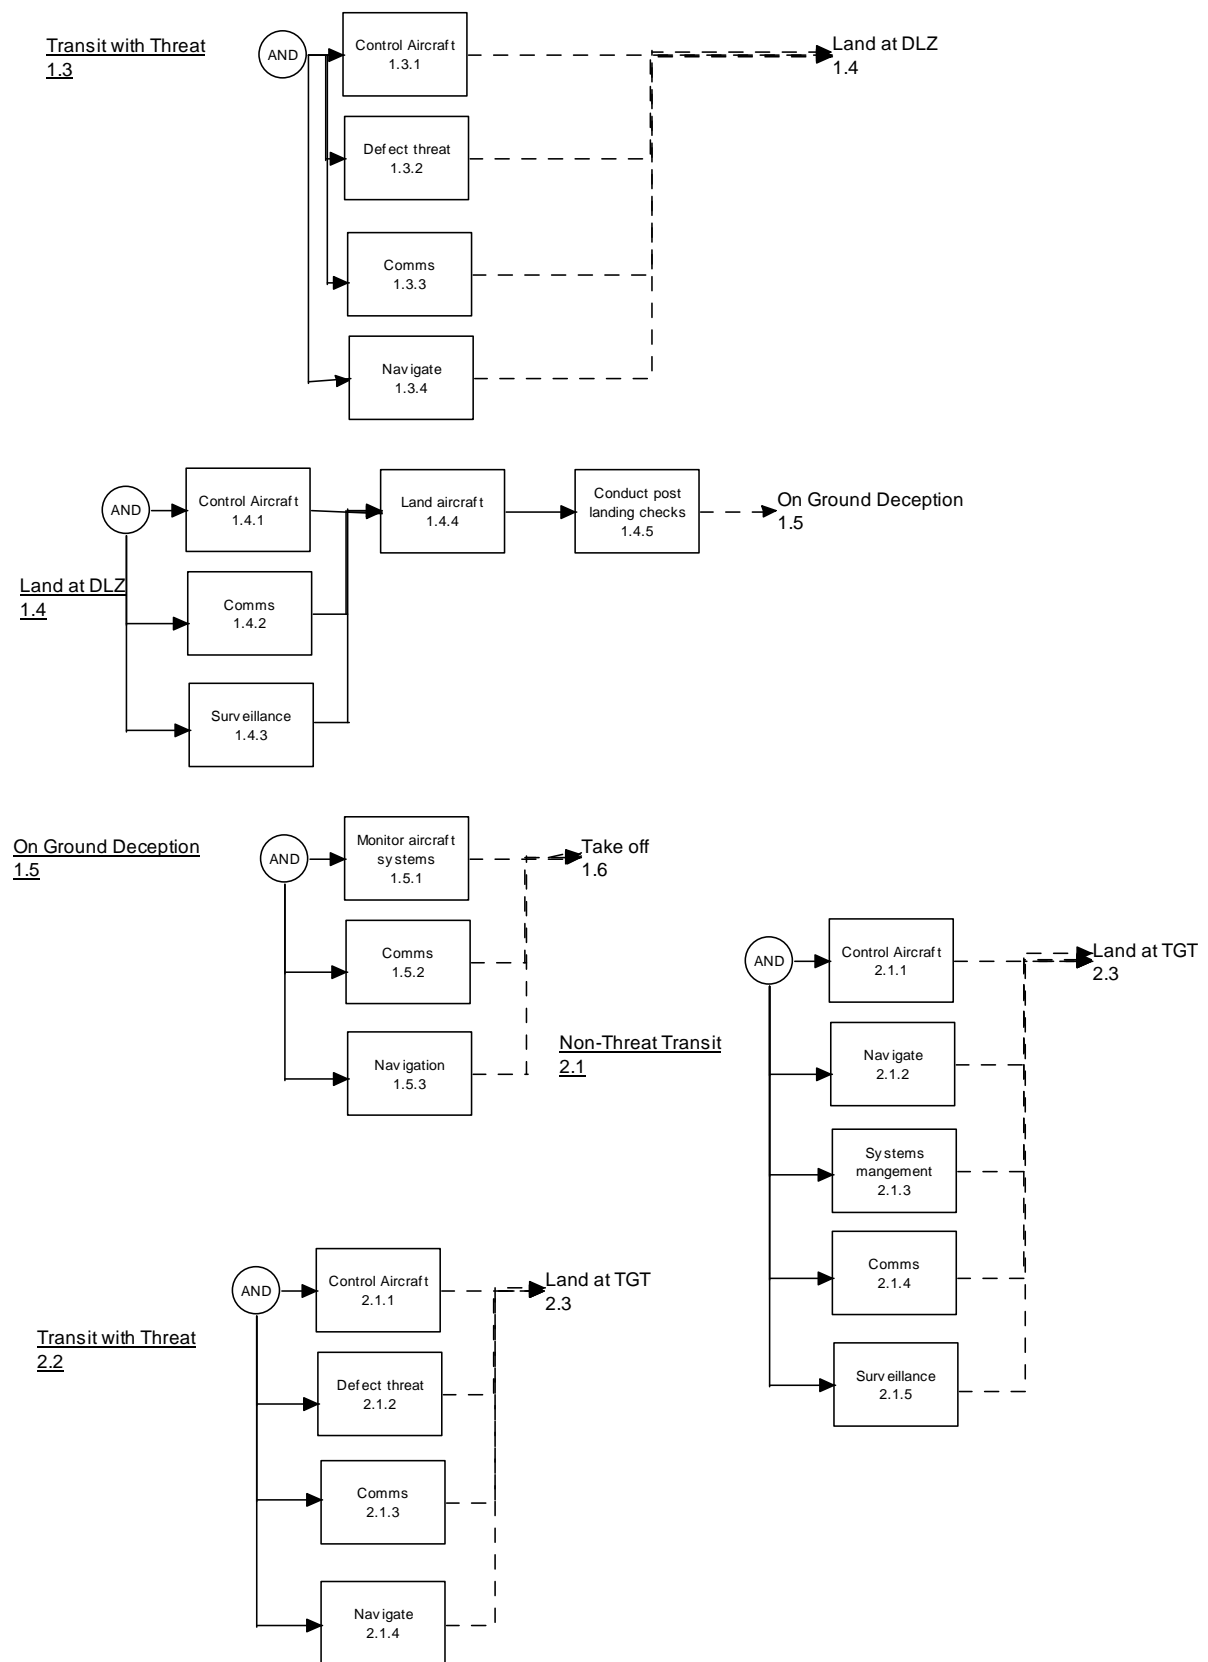 Transit with Threat
1.3
AND
Control Aircraft
1.3.1
Land at DLZ
1.4
Defect threat
1.3.2
Comms
1.3.3
Navigate
1.3.4
Land at DLZ
1.4
AND
Control Aircraft
1.4.1
Land aircraft
1.4.4
Conduct post
landing checks
1.4.5
On Ground Deception
1.5
Comms
1.4.2
Surveillance
1.4.3
On Ground Deception
1.5
AND
Monitor aircraft
systems
1.5.1
Take off
1.6
Comms
1.5.2
Navigation
1.5.3
Non-Threat Transit
2.1
AND
Control Aircraft
2.1.1
Land at TGT
2.3
Navigate
2.1.2
Systems
mangement
2.1.3
Comms
2.1.4
Surveillance
2.1.5
Transit with Threat
2.2
AND
Control Aircraft
2.1.1
Land at TGT
2.3
Defect threat
2.1.2
Comms
2.1.3
Navigate
2.1.4